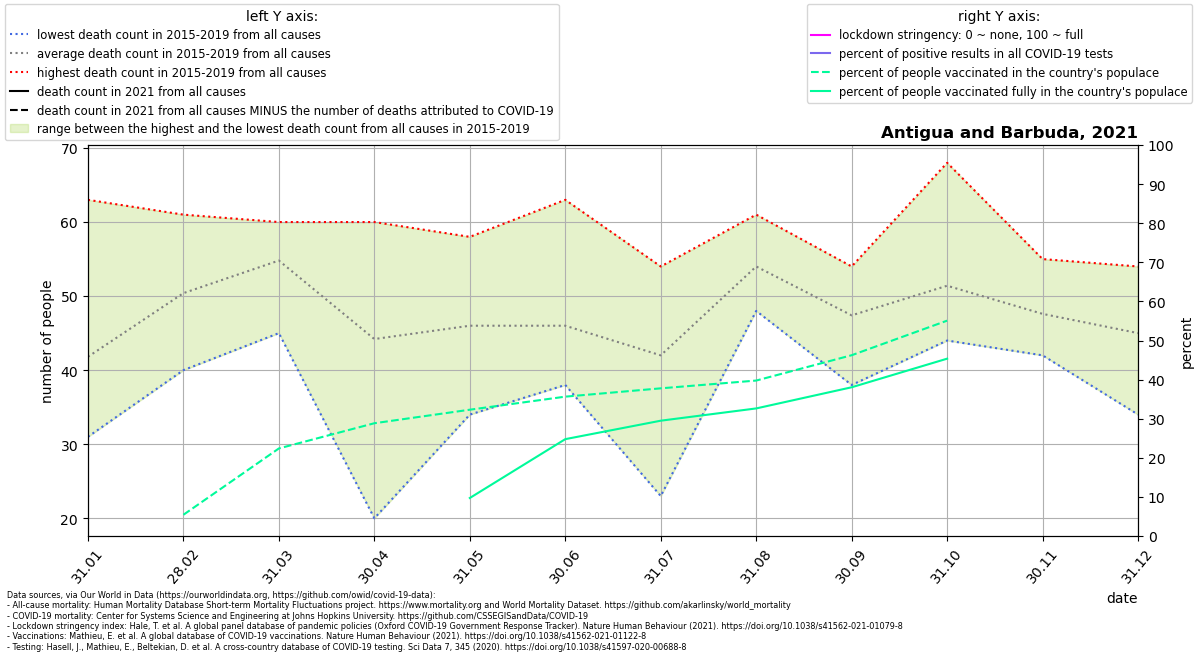 left Y axis:
lowest death count in 2015-2019 from all causes
average death count in 2015-2019 from all causes
highest death count in 2015-2019 from all causes
death count in 2021 from all causes
death count in 2021 from all causes MINUS the number of deaths attributed to COVID-19
range between the highest and the lowest death count from all causes in 2015-2019
right Y axis:
lockdown stringency: 0 ~ none, 100 ~ full
percent of positive results in all COVID-19 tests
percent of people vaccinated in the country's populace
percent of people vaccinated fully in the country's populace
Antigua and Barbuda, 2021
70
60
50
40
30
20
number of people
100
90
80
70
60
50
40
30
20
10
0
percent
31.01
28.02
31.03
30.04
31.05
30.06
31.07
31.08
30.09
31.10
30.11
31.12
date
Data sources, via Our World in Data (https://ourworldindata.org, https://github.com/owid/covid-19-data):
- All-cause mortality: Human Mortality Database Short-term Mortality Fluctuations project. https://www.mortality.org and World Mortality Dataset. https://github.com/akarlinsky/world_mortality
- COVID-19 mortality: Center for Systems Science and Engineering at Johns Hopkins University. https://github.com/CSSEGISandData/COVID-19
- Lockdown stringency index: Hale, T. et al. A global panel database of pandemic policies (Oxford COVID-19 Government Response Tracker). Nature Human Behaviour (2021). https://doi.org/10.1038/s41562-021-01079-8
- Vaccinations: Mathieu, E. et al. A global database of COVID-19 vaccinations. Nature Human Behaviour (2021). https://doi.org/10.1038/s41562-021-01122-8
- Testing: Hasell, J., Mathieu, E., Beltekian, D. et al. A cross-country database of COVID-19 testing. Sci Data 7, 345 (2020). https://doi.org/10.1038/s41597-020-00688-8